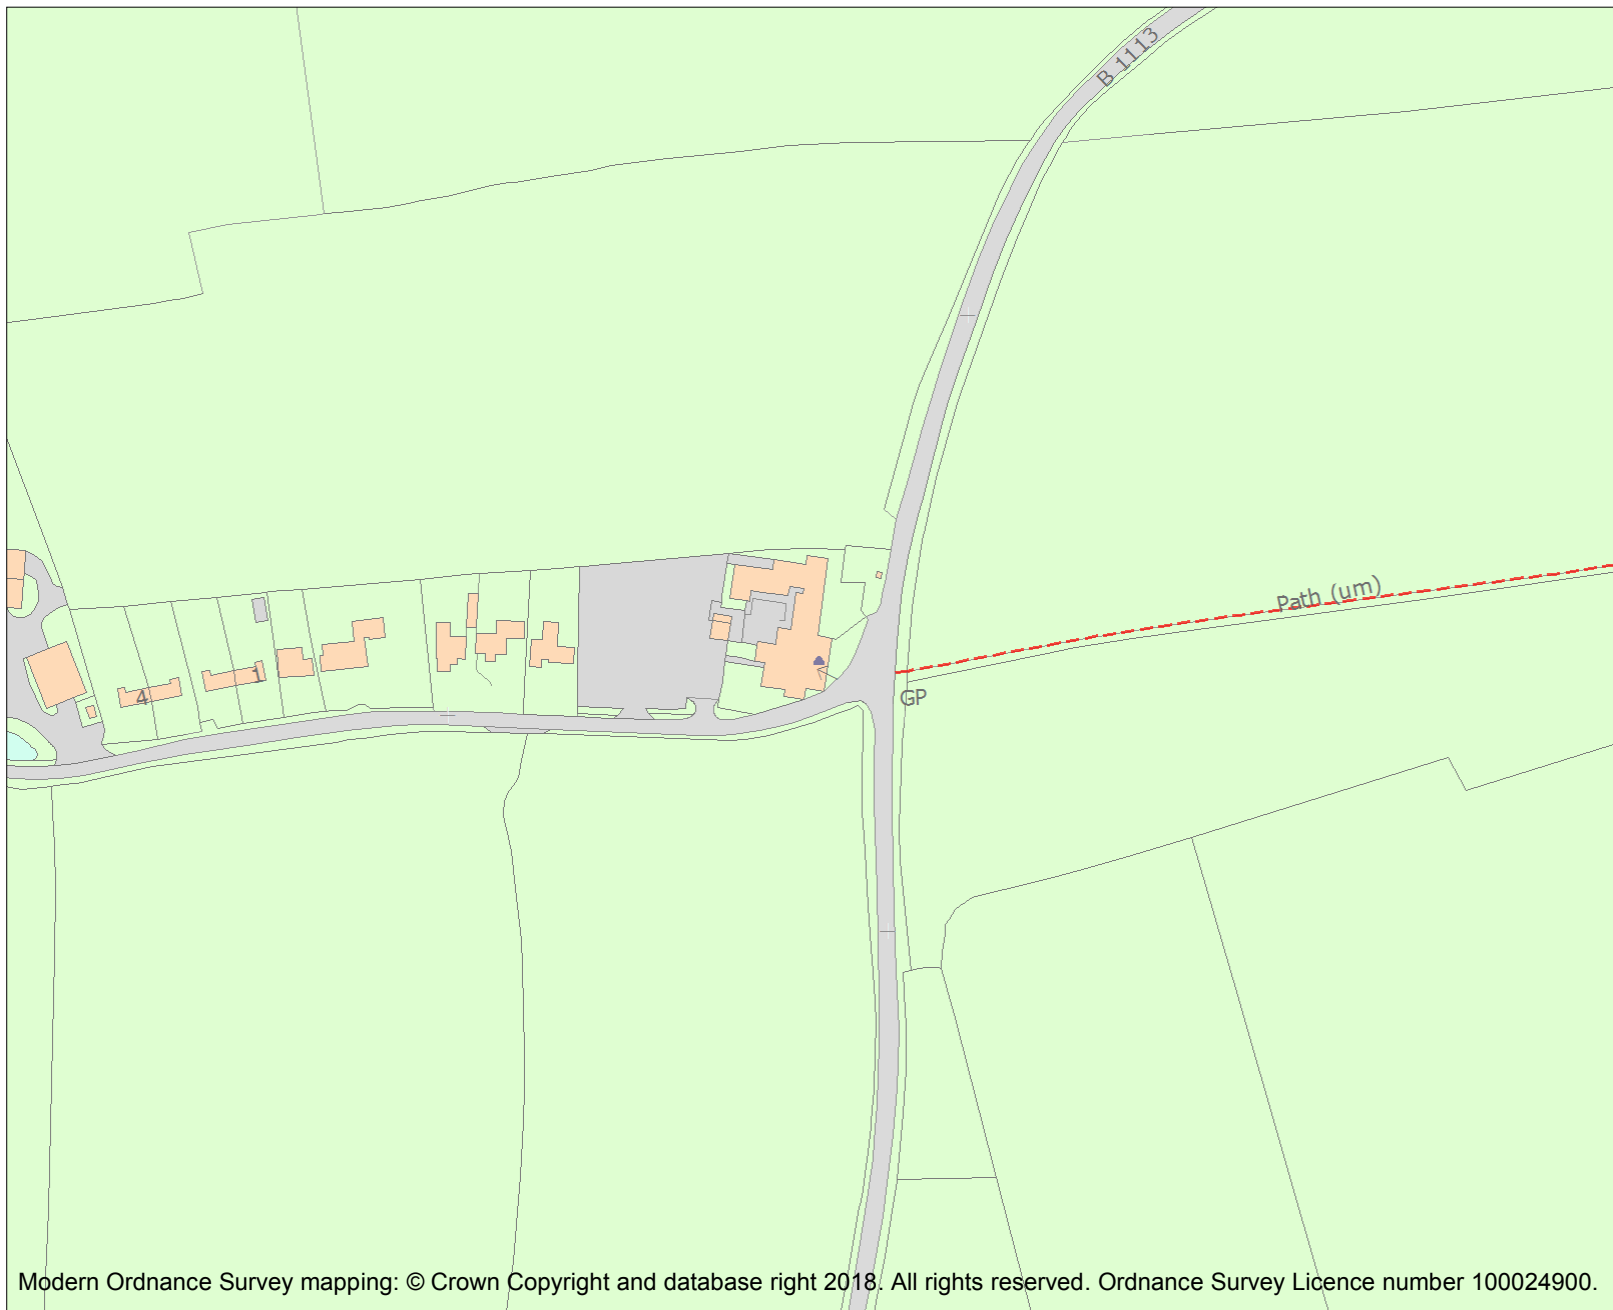 B 1113
Path (um)
GP
1
4
Modern Ordnance Survey mapping: © Crown Copyright and database right 2018. All rights reserved. Ordnance Survey Licence number 100024900.